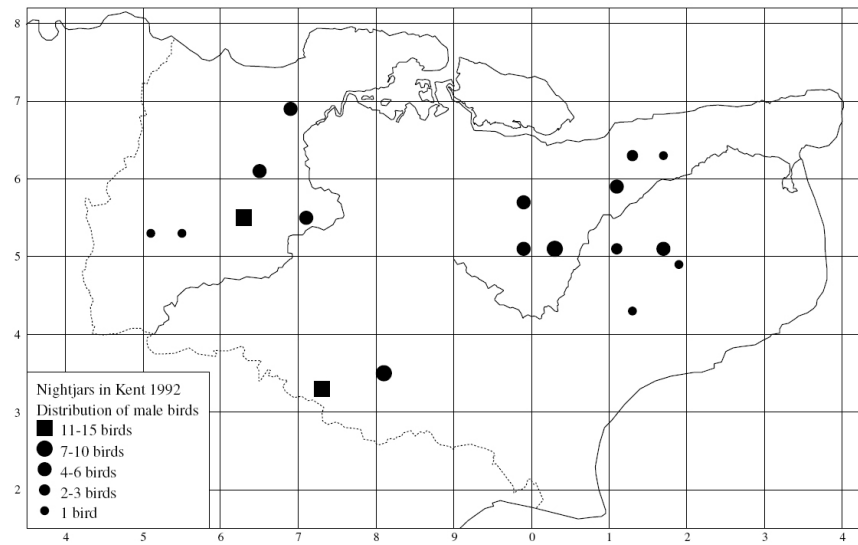 8
7
6
5
4
3
2
Nightjars in Kent 1992
Distribution of male birds
11-15 birds
7-10 birds
4-6 birds
2-3 birds
1 bird
4 5 6 7 8 9 0 1 2 3 4